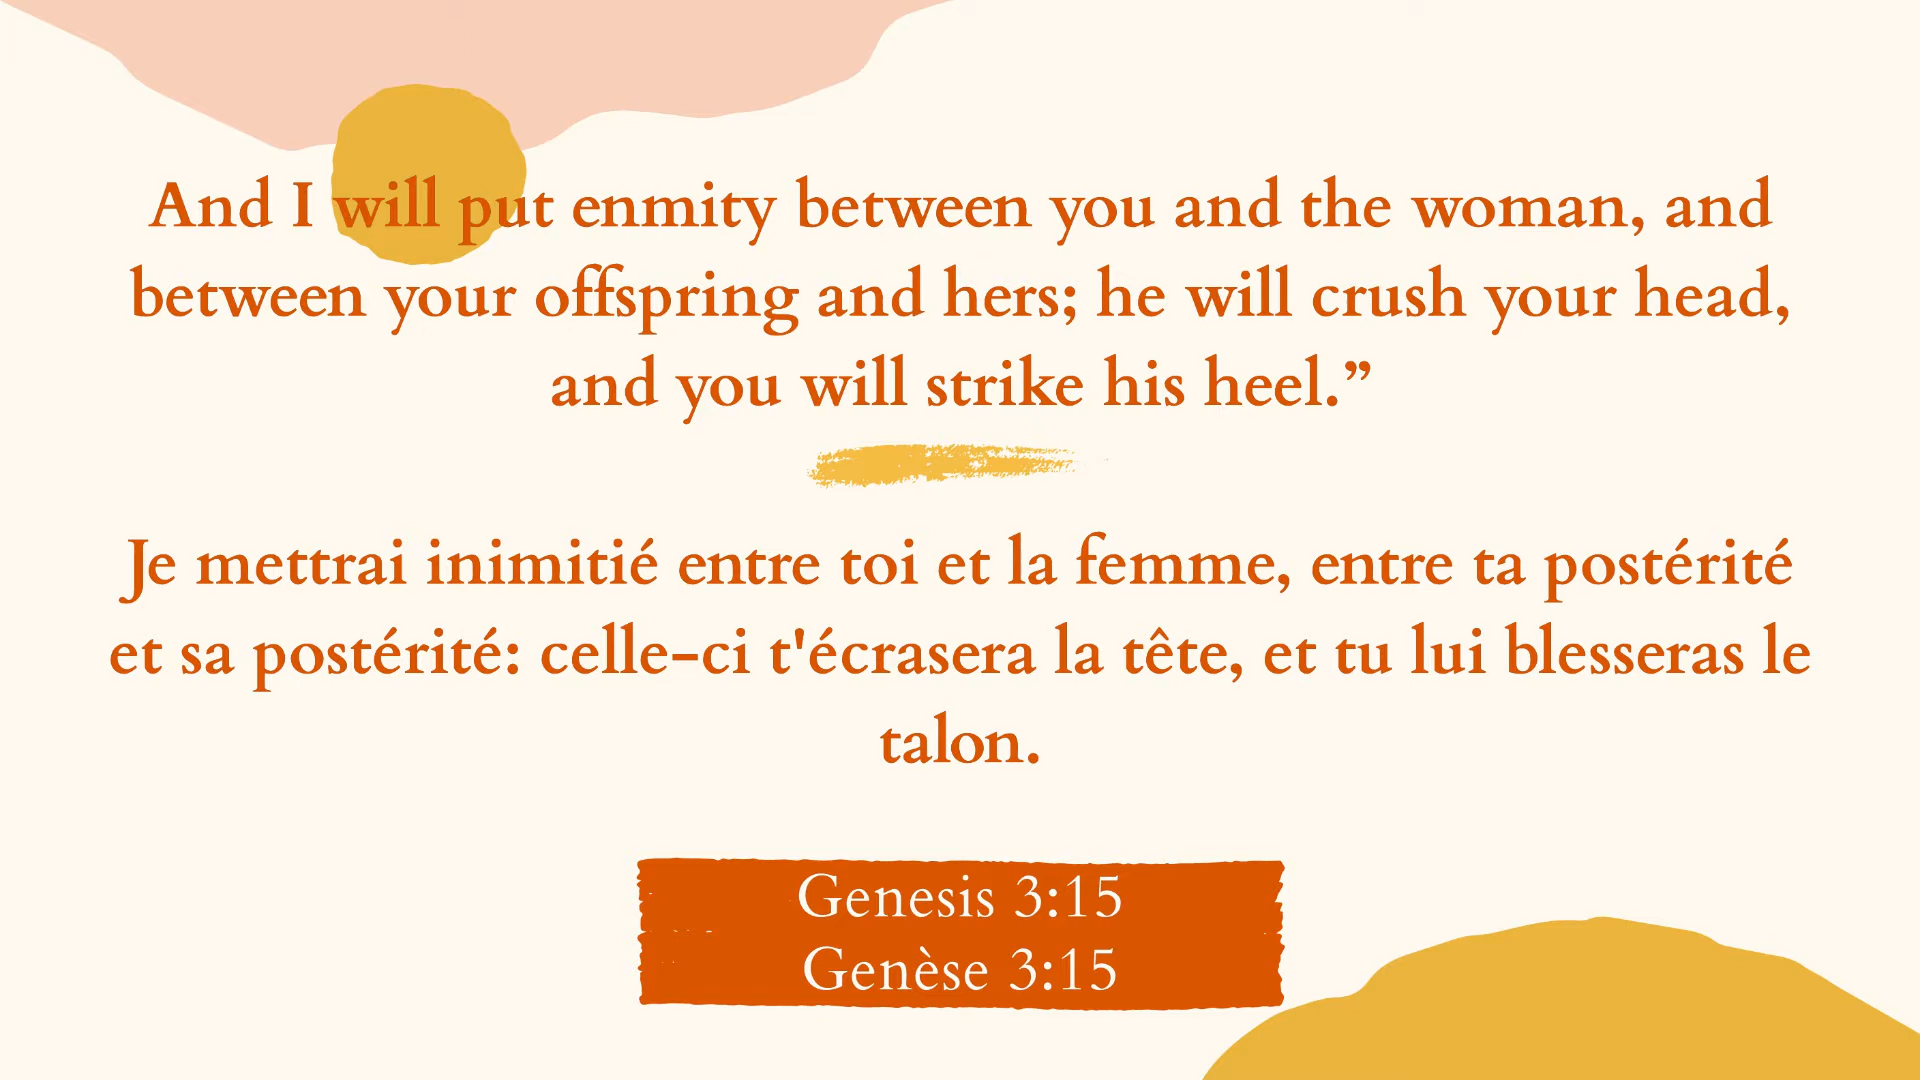 And I will put enmity between you and the woman, and
between your offspring and hers; he will crush your head,
and you will strike his heel.”
Je mettrai inimitié entre toi et la femme, entre ta postérité
et sa postérité: celle-ci t'écrasera la tête, et tu lui blesseras le
talon.
Genesis 3:15
Genèse 3:15